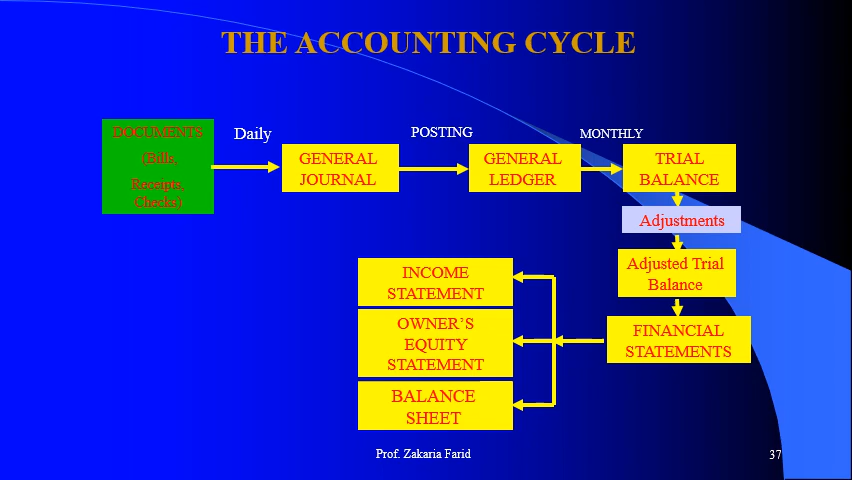 THE ACCOUNTING CYCLE
DOCUMENTS
(Bills,
Receipts,
Checks)
Daily
GENERAL
JOURNAL
POSTING
GENERAL
LEDGER
MONTHLY
TRIAL
BALANCE
Adjustments
Adjusted Trial
Balance
FINANCIAL
STATEMENTS
INCOME
STATEMENT
OWNER'S
EQUITY
STATEMENT
BALANCE
SHEET
Prof. Zakaria Farid
37